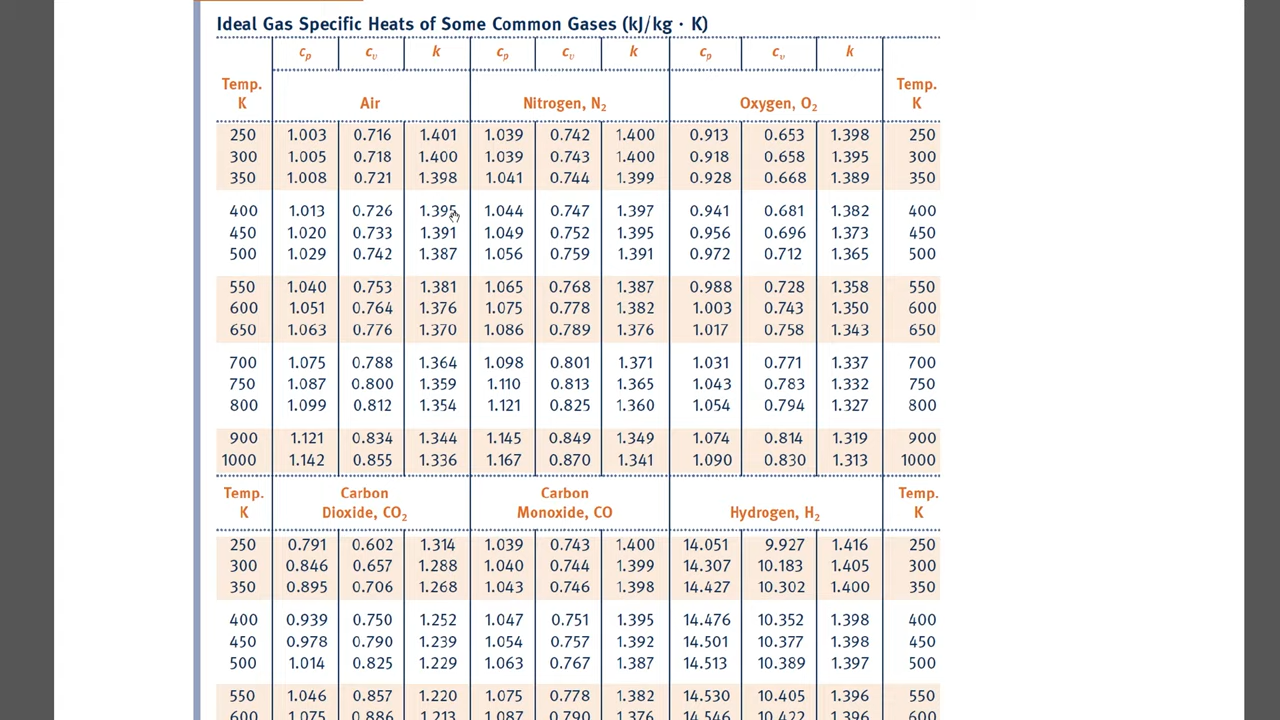 Ideal Gas Specific Heats of Some Common Gases (kJ/kg · K)
cp cv k cp cv k cp cv k
Temp. Temp.
K Air Nitrogen, N2 Oxygen, O2 K
250 1.003 0.716 1.401 1.039 0.742 1.400 0.913 0.653 1.398 250
300 1.005 0.718 1.400 1.039 0.743 1.400 0.918 0.658 1.395 300
350 1.008 0.721 1.398 1.041 0.744 1.399 0.928 0.668 1.389 350
400 1.013 0.726 1.395 1.044 0.747 1.397 0.941 0.681 1.382 400
450 1.020 0.733 1.391 1.049 0.752 1.395 0.956 0.696 1.373 450
500 1.029 0.742 1.387 1.056 0.759 1.391 0.972 0.712 1.365 500
550 1.040 0.753 1.381 1.065 0.768 1.387 0.988 0.728 1.358 550
600 1.051 0.764 1.376 1.075 0.778 1.382 1.003 0.743 1.350 600
650 1.063 0.776 1.370 1.086 0.789 1.376 1.017 0.758 1.343 650
700 1.075 0.788 1.364 1.098 0.801 1.371 1.031 0.771 1.337 700
750 1.087 0.800 1.359 1.110 0.813 1.365 1.043 0.783 1.332 750
800 1.099 0.812 1.354 1.121 0.825 1.360 1.054 0.794 1.327 800
900 1.121 0.834 1.344 1.145 0.849 1.349 1.074 0.814 1.319 900
1000 1.142 0.855 1.336 1.167 0.870 1.341 1.090 0.830 1.313 1000
Temp. Carbon Carbon Temp.
K Dioxide, CO2 Monoxide, CO Hydrogen, H2 K
250 0.791 0.602 1.314 1.039 0.743 1.400 14.051 9.927 1.416 250
300 0.846 0.657 1.288 1.040 0.744 1.399 14.307 10.183 1.405 300
350 0.895 0.706 1.268 1.043 0.746 1.398 14.427 10.302 1.400 350
400 0.939 0.750 1.252 1.047 0.751 1.395 14.476 10.352 1.398 400
450 0.978 0.790 1.239 1.054 0.757 1.392 14.501 10.377 1.398 450
500 1.014 0.825 1.229 1.063 0.767 1.387 14.513 10.389 1.397 500
550 1.046 0.857 1.220 1.075 0.778 1.382 14.530 10.405 1.396 550
600 1.075 0.886 1.213 1.087 0.790 1.376 14.546 10.422 1.396 600